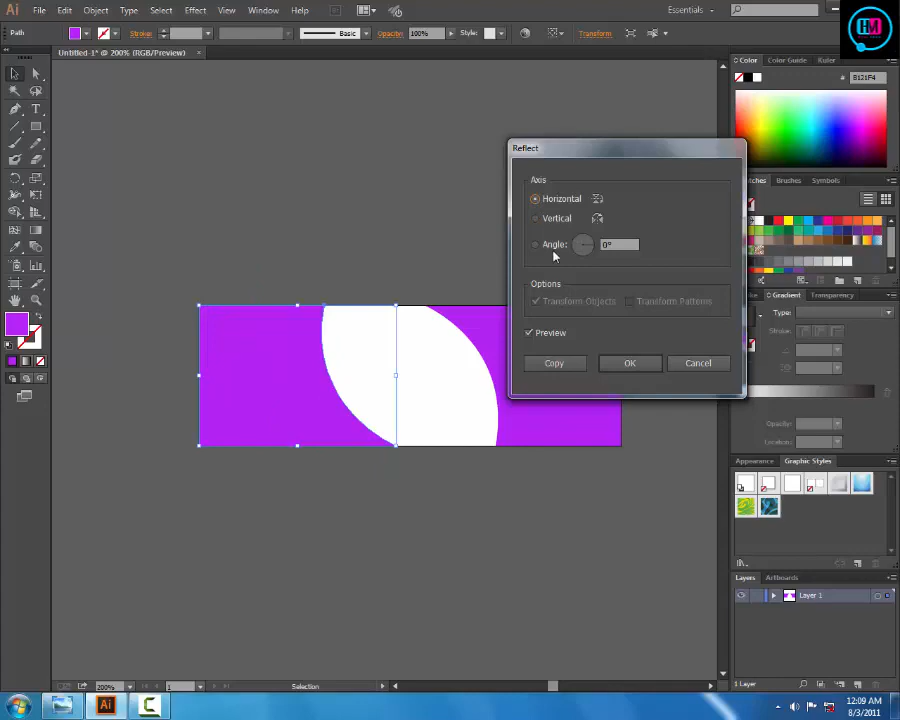 Ai File Edit Object Type Select Effect View Window Help Essentials
HM
Path Stroke: Basic Opacity: 100% Style: Transform
Untitled-1* @ 200% (RGB/Preview) ×
Color Color Guide Ruler
# B121F4
Reflect
Axis
Horizontal
Vertical
Angle: 0°
Options
Transform Objects Transform Patterns
Preview
Copy OK Cancel
Brushes Symbols
Gradient Transparency
Type:
Stroke:
Opacity:
Location:
Appearance Graphic Styles
Layers Artboards
Layer 1
1 Layer
200% 1 Selection
Ai
12:09 AM
8/3/2011